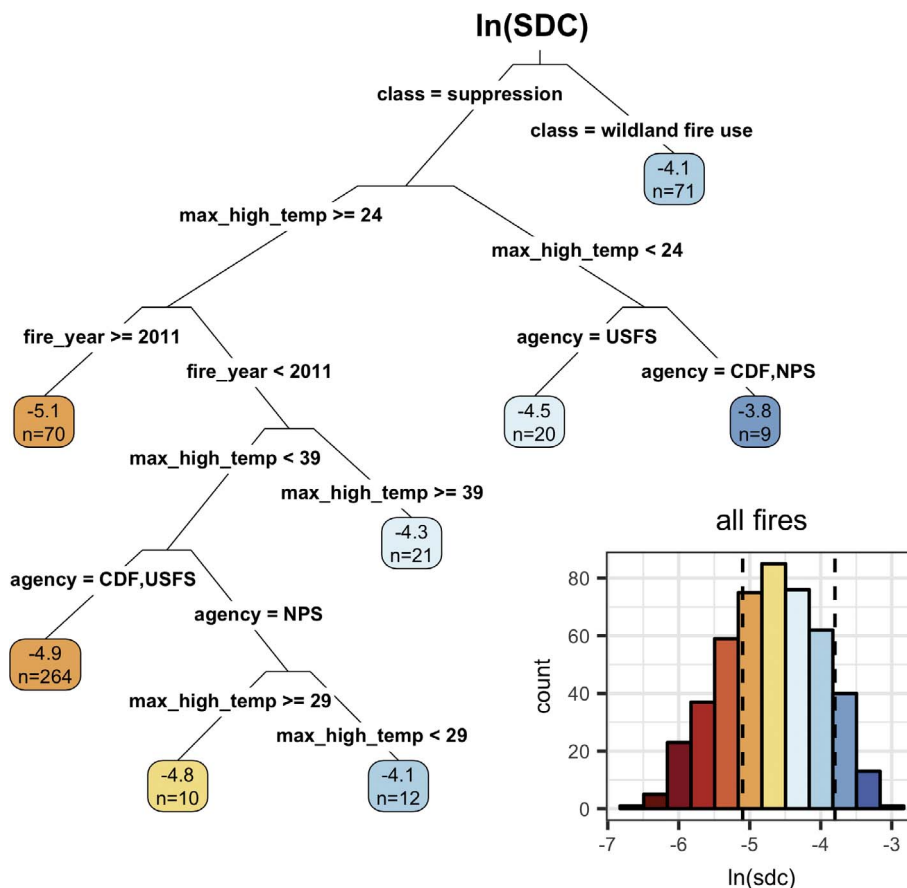 ln(SDC)
class = suppression
class = wildland fire use
-4.1
n=71
max_high_temp >= 24
max_high_temp < 24
fire_year >= 2011
fire_year < 2011
agency = USFS
agency = CDF,NPS
-5.1
n=70
-4.5
n=20
-3.8
n=9
max_high_temp < 39
max_high_temp >= 39
-4.3
n=21
agency = CDF,USFS
agency = NPS
-4.9
n=264
max_high_temp >= 29
max_high_temp < 29
-4.8
n=10
-4.1
n=12
all fires
80
60
40
20
0
count
-7 -6 -5 -4 -3
ln(sdc)